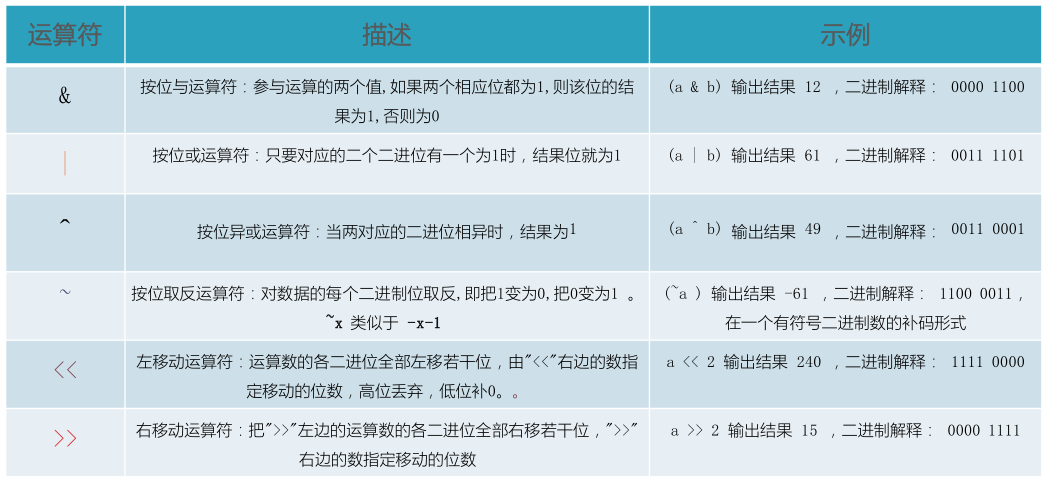 运算符 描述 示例
& 按位与运算符：参与运算的两个值,如果两个相应位都为1,则该位的结 (a & b) 输出结果 12 ，二进制解释： 0000 1100
果为1,否则为0
| 按位或运算符：只要对应的二个二进位有一个为1时，结果位就为1 (a | b) 输出结果 61 ，二进制解释： 0011 1101
^ 按位异或运算符：当两对应的二进位相异时，结果为1 (a ^ b) 输出结果 49 ，二进制解释： 0011 0001
~ 按位取反运算符：对数据的每个二进制位取反,即把1变为0,把0变为1 。 (~a ) 输出结果 -61 ，二进制解释： 1100 0011，
~x 类似于 -x-1 在一个有符号二进制数的补码形式
<< 左移动运算符：运算数的各二进位全部左移若干位，由"<<"右边的数指 a << 2 输出结果 240 ，二进制解释： 1111 0000
定移动的位数，高位丢弃，低位补0。。
>> 右移动运算符：把">>"左边的运算数的各二进位全部右移若干位，">>" a >> 2 输出结果 15 ，二进制解释： 0000 1111
右边的数指定移动的位数